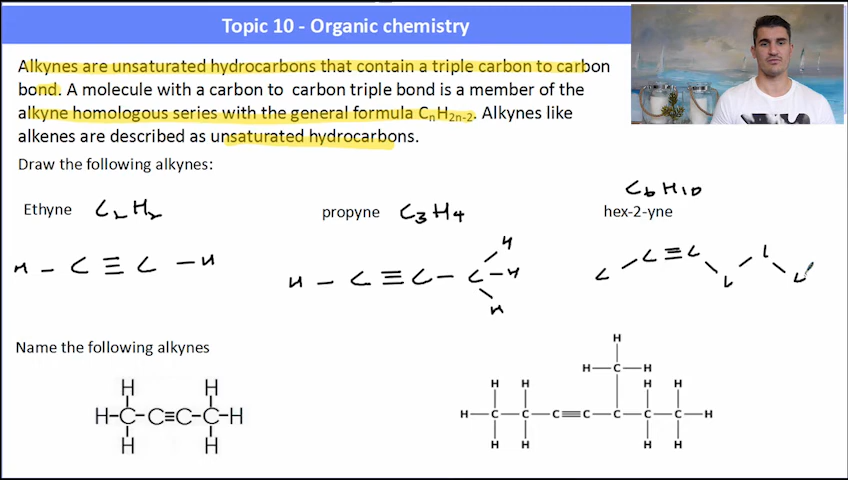 Topic 10 - Organic chemistry
Alkynes are unsaturated hydrocarbons that contain a triple carbon to carbon
bond. A molecule with a carbon to carbon triple bond is a member of the
alkyne homologous series with the general formula CₙH₂ₙ₋₂. Alkynes like
alkenes are described as unsaturated hydrocarbons.
Draw the following alkynes:
Ethyne C₂H₂
propyne C₃H₄
C₆H₁₀
hex-2-yne
H - C ≡ C - H
H
H - C ≡ C - C - H
H
C - C ≡ C
C C C C
Name the following alkynes
H H
H-C-C≡C-C-H
H H
H
H-C-H
H H H H
H-C-C-C≡C-C-C-C-H
H H H H